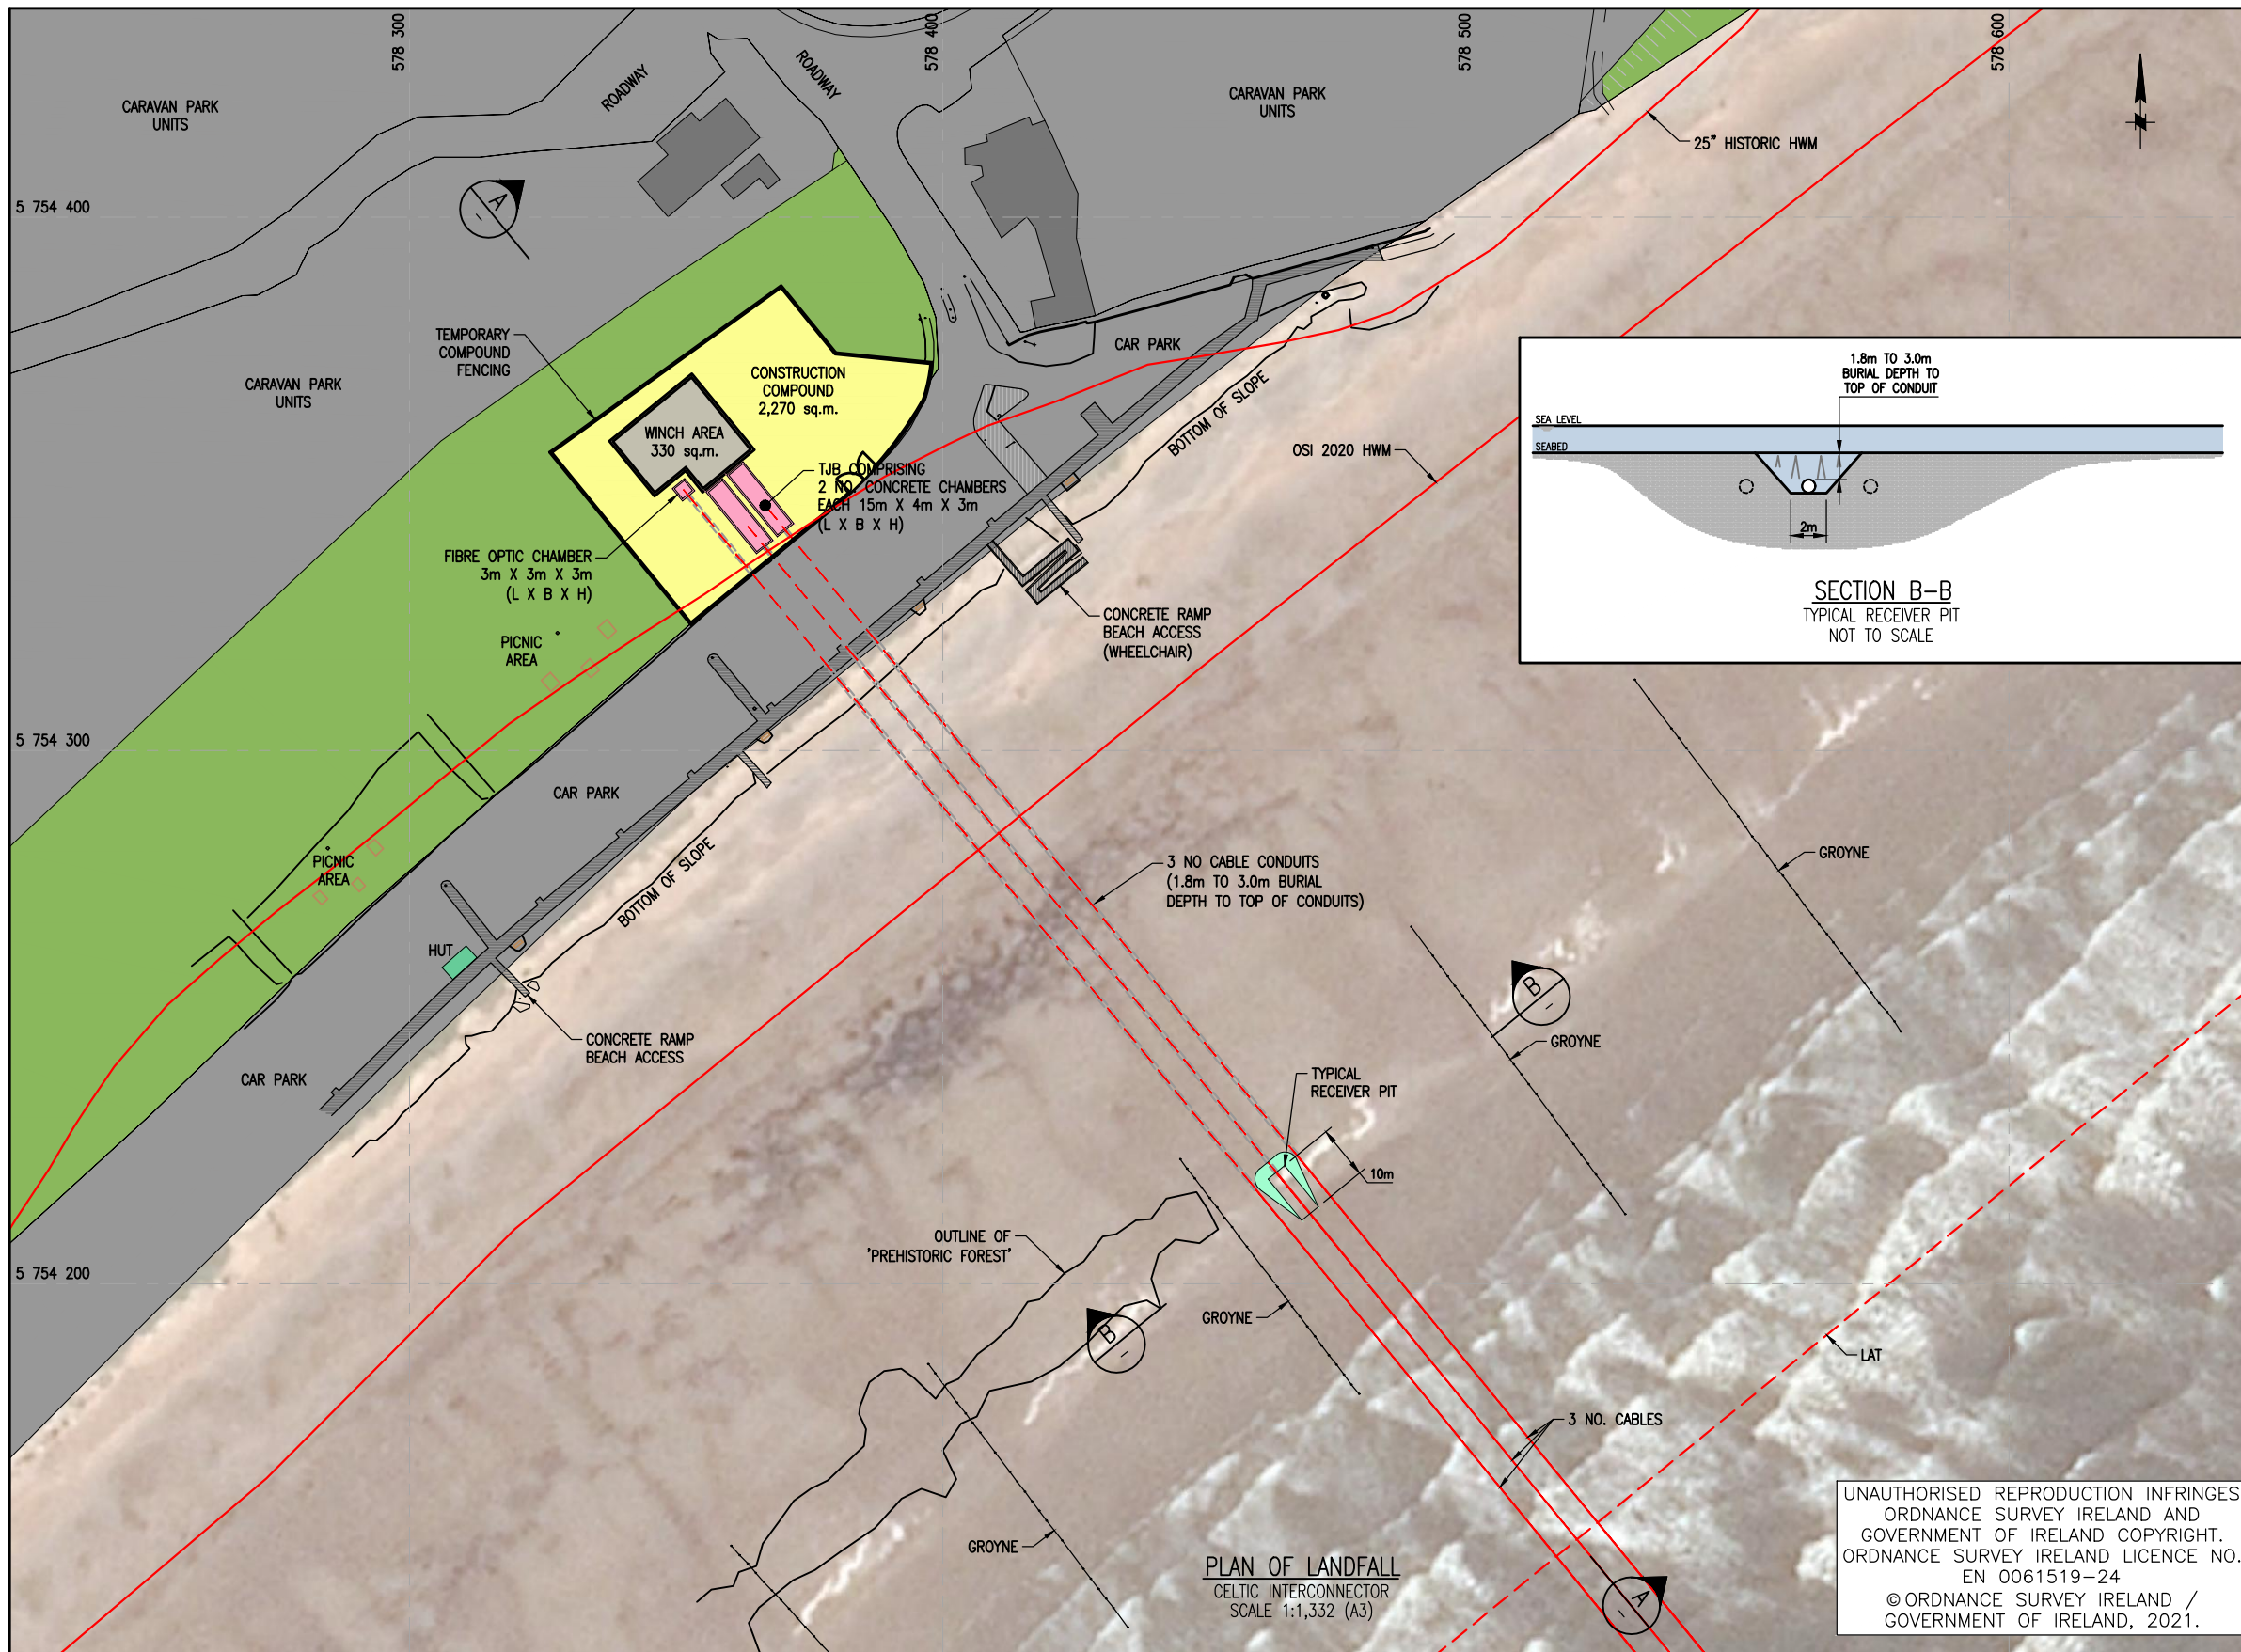 578 300
578 400
578 500
578 600
5 754 400
5 754 300
5 754 200
CARAVAN PARK
UNITS
ROADWAY
ROADWAY
CARAVAN PARK
UNITS
25" HISTORIC HWM
A
-
TEMPORARY
COMPOUND
FENCING
CARAVAN PARK
UNITS
CONSTRUCTION
COMPOUND
2,270 sq.m.
WINCH AREA
330 sq.m.
CAR PARK
BOTTOM OF SLOPE
OSI 2020 HWM
TJB COMPRISING
2 NO. CONCRETE CHAMBERS
EACH 15m X 4m X 3m
(L X B X H)
FIBRE OPTIC CHAMBER
3m X 3m X 3m
(L X B X H)
PICNIC
AREA
CONCRETE RAMP
BEACH ACCESS
(WHEELCHAIR)
1.8m TO 3.0m
BURIAL DEPTH TO
TOP OF CONDUIT
SEA LEVEL
SEABED
2m
SECTION B-B
TYPICAL RECEIVER PIT
NOT TO SCALE
CAR PARK
PICNIC
AREA
BOTTOM OF SLOPE
HUT
3 NO CABLE CONDUITS
(1.8m TO 3.0m BURIAL
DEPTH TO TOP OF CONDUITS)
GROYNE
B
-
GROYNE
CONCRETE RAMP
BEACH ACCESS
CAR PARK
TYPICAL
RECEIVER PIT
10m
OUTLINE OF
'PREHISTORIC FOREST'
B
-
GROYNE
LAT
3 NO. CABLES
GROYNE
A
-
PLAN OF LANDFALL
CELTIC INTERCONNECTOR
SCALE 1:1,332 (A3)
UNAUTHORISED REPRODUCTION INFRINGES
ORDNANCE SURVEY IRELAND AND
GOVERNMENT OF IRELAND COPYRIGHT.
ORDNANCE SURVEY IRELAND LICENCE NO.
EN 0061519-24
© ORDNANCE SURVEY IRELAND /
GOVERNMENT OF IRELAND, 2021.